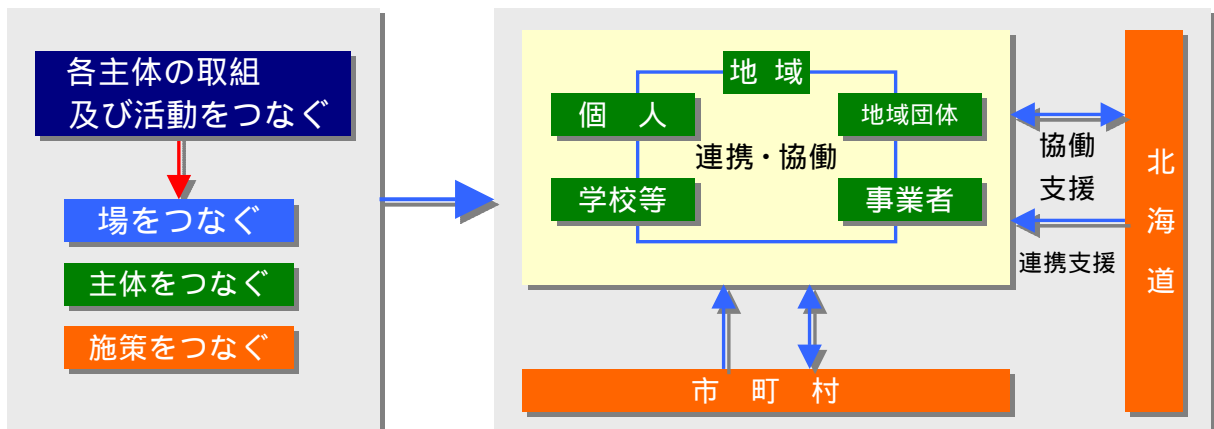 各主体の取組
及び活動をつなぐ
場をつなぐ
主体をつなぐ
施策をつなぐ
地 域
個 人
地域団体
連携・協働
学校等
事業者
協働
支援
連携支援
北海道
市 町 村